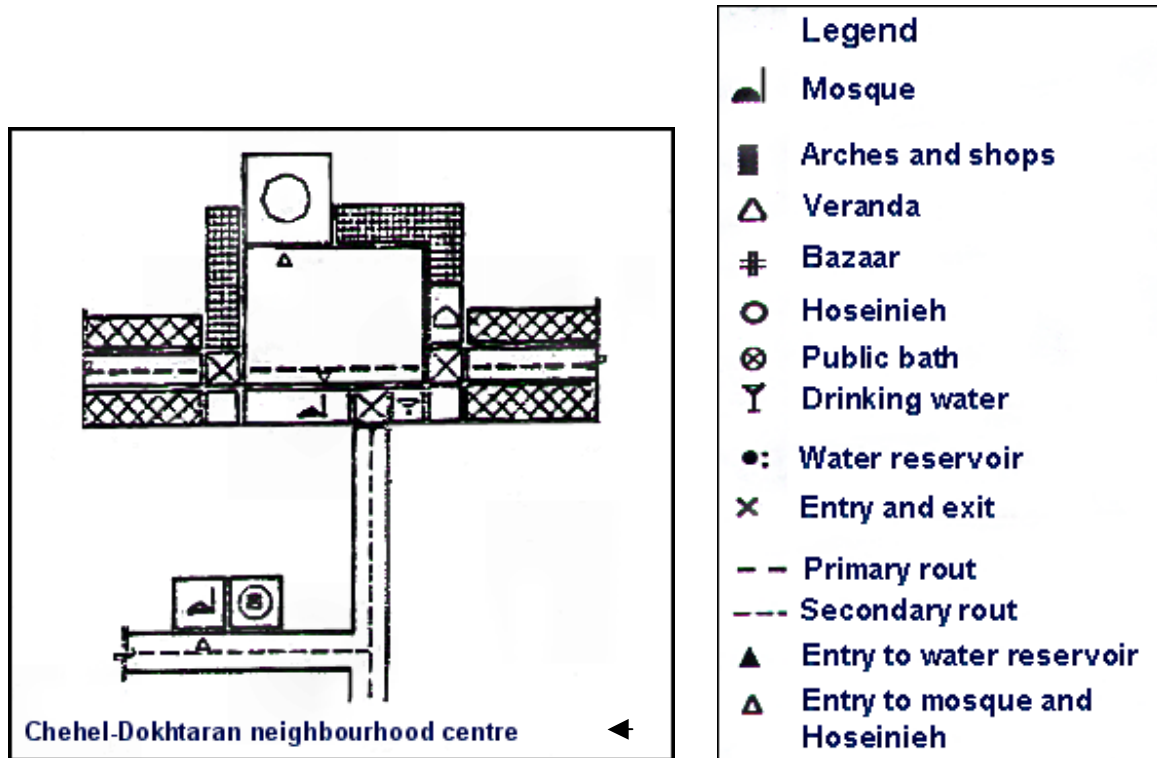 Chehel-Dokhtaran neighbourhood centre
Legend
Mosque
Arches and shops
Veranda
Bazaar
Hoseinieh
Public bath
Drinking water
Water reservoir
Entry and exit
Primary rout
Secondary rout
Entry to water reservoir
Entry to mosque and
Hoseinieh